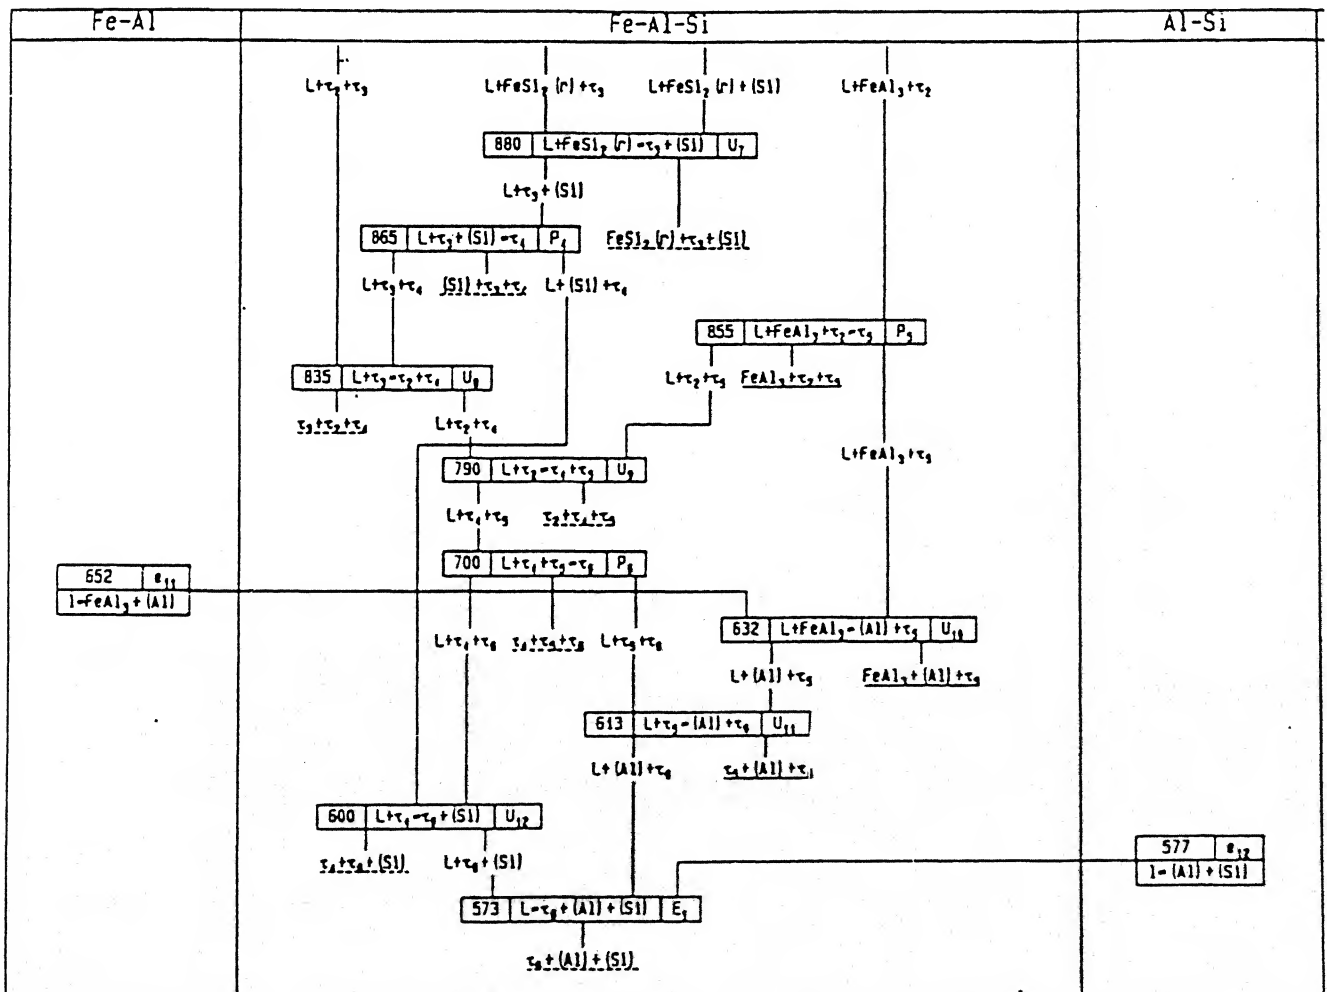 Fe-Al Fe-Al-Si Al-Si
L+τ₂+τ₃ L+FeSi₂(r)+τ₃ L+FeSi₂(r)+(Si) L+FeAl₃+τ₂
880 L+FeSi₂(r)=τ₃+(Si) U₇
L+τ₃+(Si)
865 L+τ₃+(Si)=τ₄ P₄ FeSi₂(r)+τ₃+(Si)
L+τ₃+τ₄ (Si)+τ₃+τ₄ L+(Si)+τ₄
855 L+FeAl₃+τ₂=τ₅ P₅
835 L+τ₃=τ₂+τ₄ U₈ L+τ₂+τ₅ FeAl₃+τ₂+τ₅
τ₃+τ₂+τ₄ L+τ₂+τ₄
L+FeAl₃+τ₅
790 L+τ₂=τ₄+τ₅ U₉
L+τ₄+τ₅ τ₂+τ₄+τ₅
700 L+τ₄+τ₅=τ₆ P₆
652 e₁₁
l=FeAl₃+(Al)
632 L+FeAl₃=(Al)+τ₅ U₁₀
L+τ₄+τ₆ τ₄+τ₅+τ₆ L+τ₅+τ₆
L+(Al)+τ₅ FeAl₃+(Al)+τ₅
613 L+τ₅=(Al)+τ₆ U₁₁
L+(Al)+τ₆ τ₅+(Al)+τ₆
600 L+τ₄=τ₆+(Si) U₁₂
τ₄+τ₆+(Si) L+τ₆+(Si)
577 e₁₂
l=(Al)+(Si)
573 L=τ₆+(Al)+(Si) E₁
τ₆+(Al)+(Si)